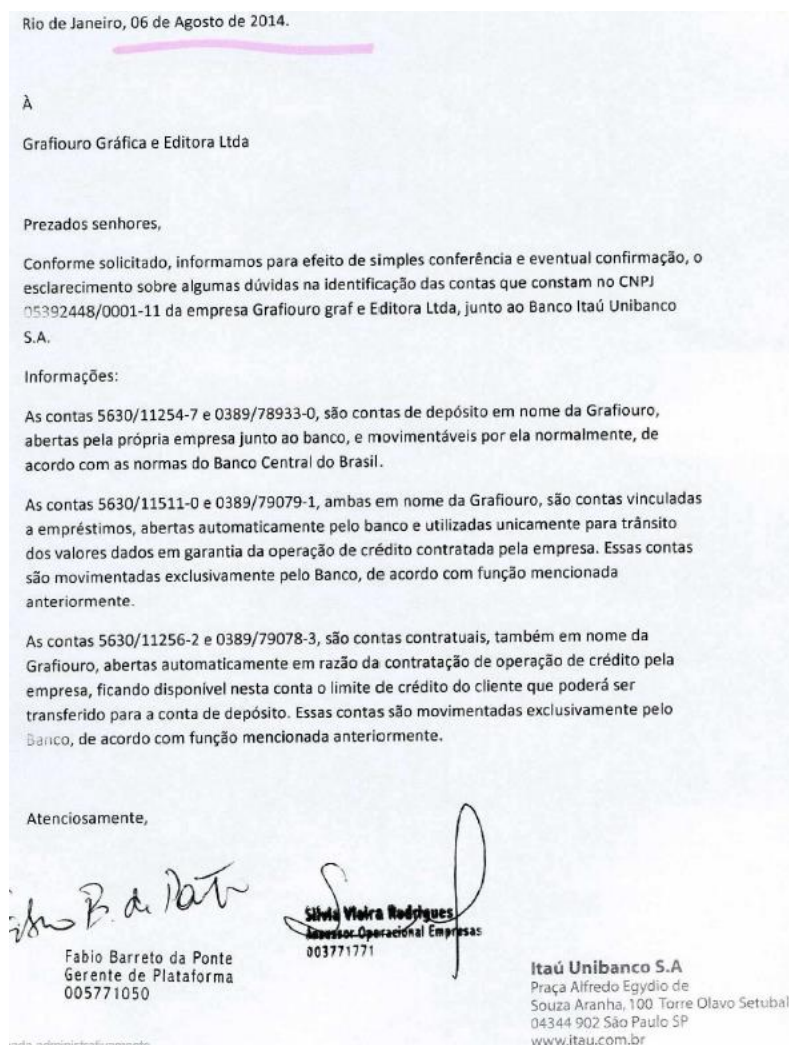 Rio de Janeiro, 06 de Agosto de 2014.
À
Grafiouro Gráfica e Editora Ltda
Prezados senhores,
Conforme solicitado, informamos para efeito de simples conferência e eventual confirmação, o
esclarecimento sobre algumas dúvidas na identificação das contas que constam no CNPJ
05392448/0001-11 da empresa Grafiouro graf e Editora Ltda, junto ao Banco Itaú Unibanco
S.A.
Informações:
As contas 5630/11254-7 e 0389/78933-0, são contas de depósito em nome da Grafiouro,
abertas pela própria empresa junto ao banco, e movimentáveis por ela normalmente, de
acordo com as normas do Banco Central do Brasil.
As contas 5630/11511-0 e 0389/79079-1, ambas em nome da Grafiouro, são contas vinculadas
a empréstimos, abertas automaticamente pelo banco e utilizadas unicamente para trânsito
dos valores dados em garantia da operação de crédito contratada pela empresa. Essas contas
são movimentadas exclusivamente pelo Banco, de acordo com função mencionada
anteriormente.
As contas 5630/11256-2 e 0389/79078-3, são contas contratuais, também em nome da
Grafiouro, abertas automaticamente em razão da contratação de operação de crédito pela
empresa, ficando disponível nesta conta o limite de crédito do cliente que poderá ser
transferido para a conta de depósito. Essas contas são movimentadas exclusivamente pelo
Banco, de acordo com função mencionada anteriormente.
Atenciosamente,
B. da
Fabio Barreto da Ponte
Gerente de Plataforma
005771050
Silvia Vieira Rodrigues
Assessor Operacional Empresas
003771771
Itaú Unibanco S.A
Praça Alfredo Egydio de
Souza Aranha, 100 Torre Olavo Setubal
04344 902 São Paulo SP
www.itau.com.br